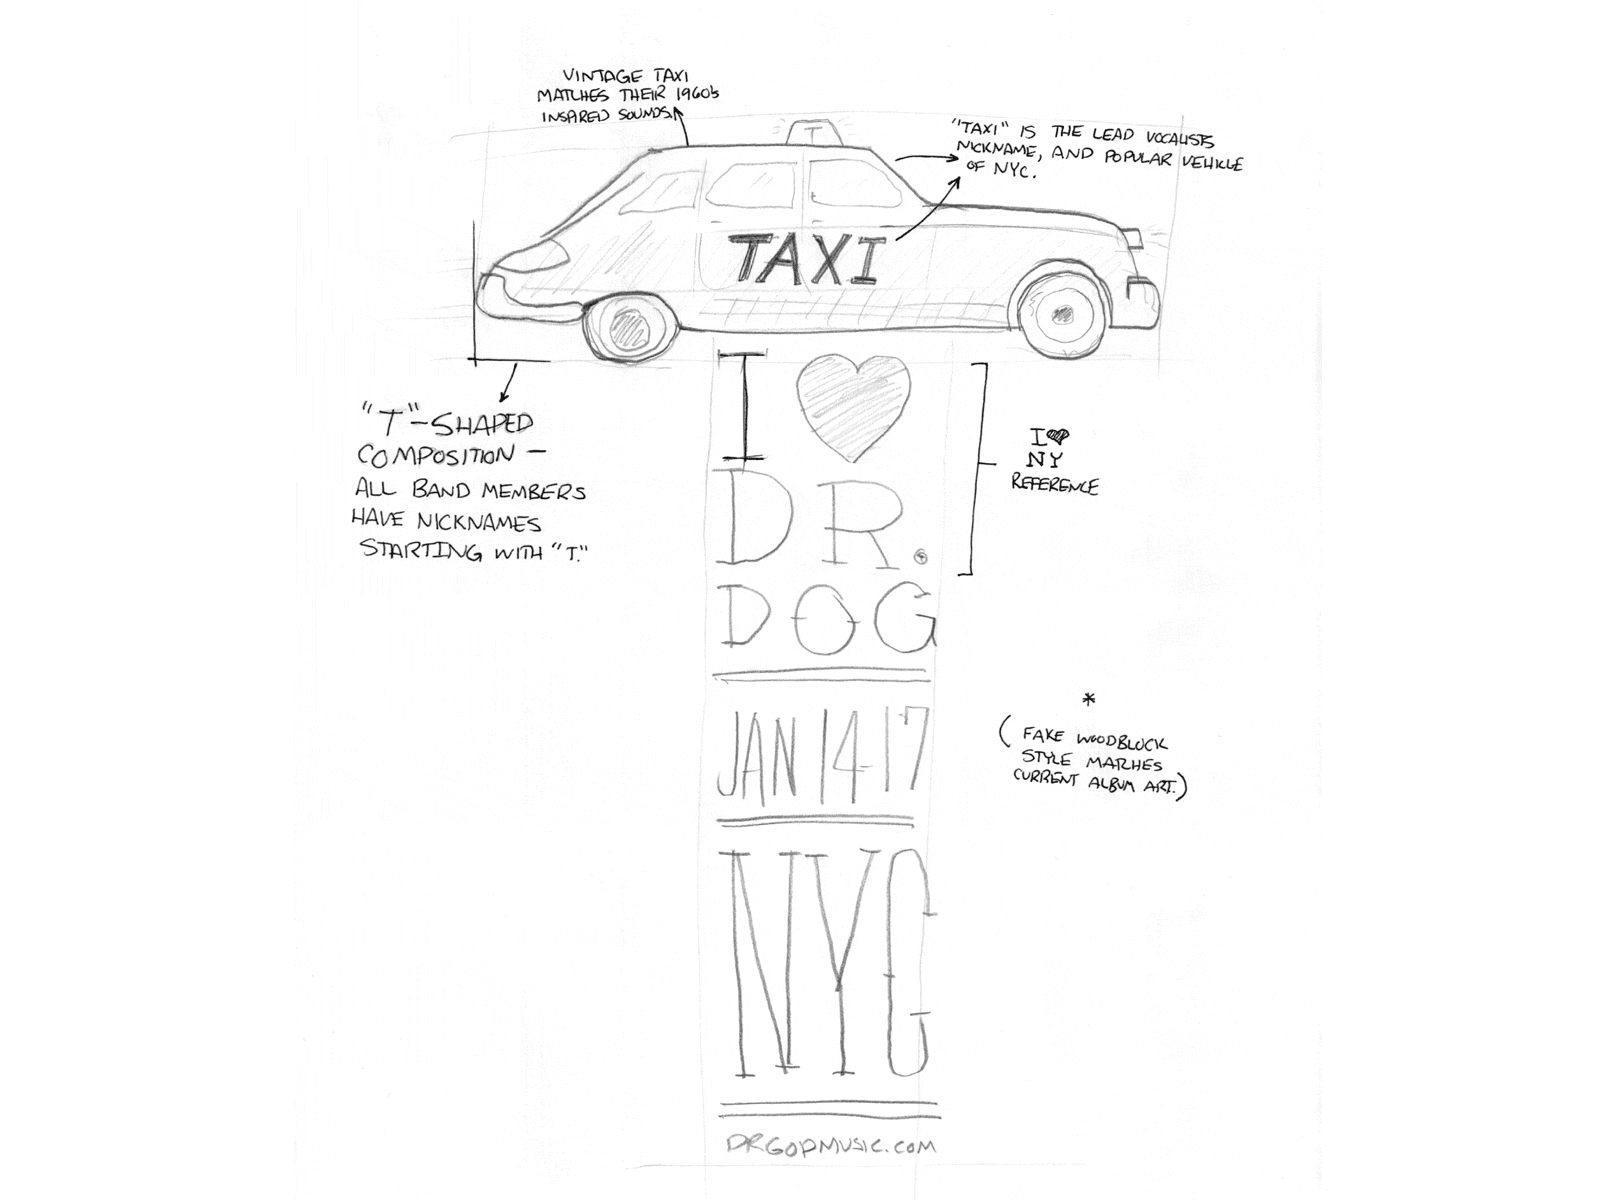 VINTAGE TAXI
MATCHES THEIR 1960'S
INSPIRED SOUNDS.
T
"TAXI" IS THE LEAD VOCALISTS
NICKNAME, AND POPULAR VEHICLE
OF NYC.
TAXI
"T"-SHAPED
COMPOSITION —
ALL BAND MEMBERS
HAVE NICKNAMES
STARTING WITH "T."
I ♥
DR.
DOG
I ♥
NY
REFERENCE
JAN 14-17
*
(FAKE WOODBLOCK
STYLE MATCHES
CURRENT ALBUM ART.)
NYC
DRGODMUSIC.COM